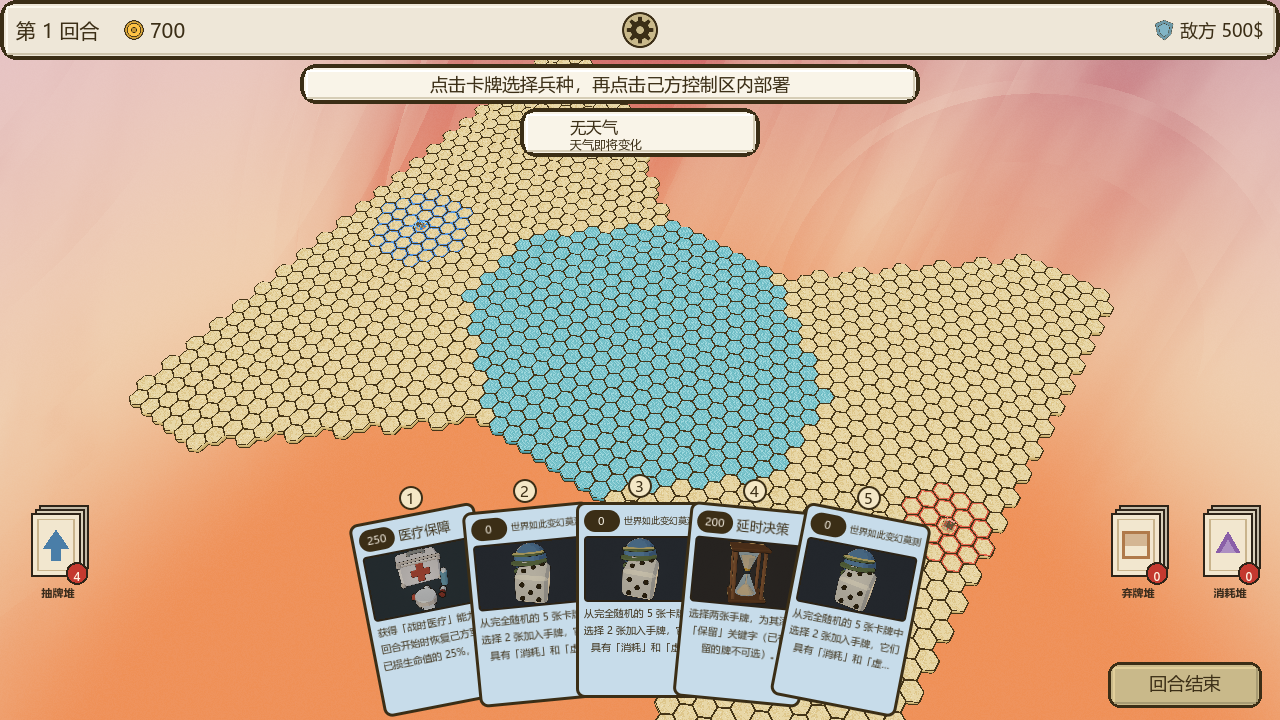 第 1 回合
700
敌方 500$
点击卡牌选择兵种，再点击己方控制区内部署
无天气
天气即将变化
1
250
医疗保障
获得「战时医疗」能
回合开始时恢复己方
已损生命值的 25%，
2
0
世界如此变幻莫
从完全随机的 5 张卡
选择 2 张加入手牌，
具有「消耗」和「虚
3
0
世界如此变幻莫
从完全随机的 5 张卡
选择 2 张加入手牌，
具有「消耗」和「虚
4
200
延时决策
选择两张手牌，为其
「保留」关键字（已
留的牌不可选）。
5
0
世界如此变幻莫测
从完全随机的 5 张卡牌中
选择 2 张加入手牌，它们
具有「消耗」和「虚...
4
抽牌堆
0
弃牌堆
0
消耗堆
回合结束